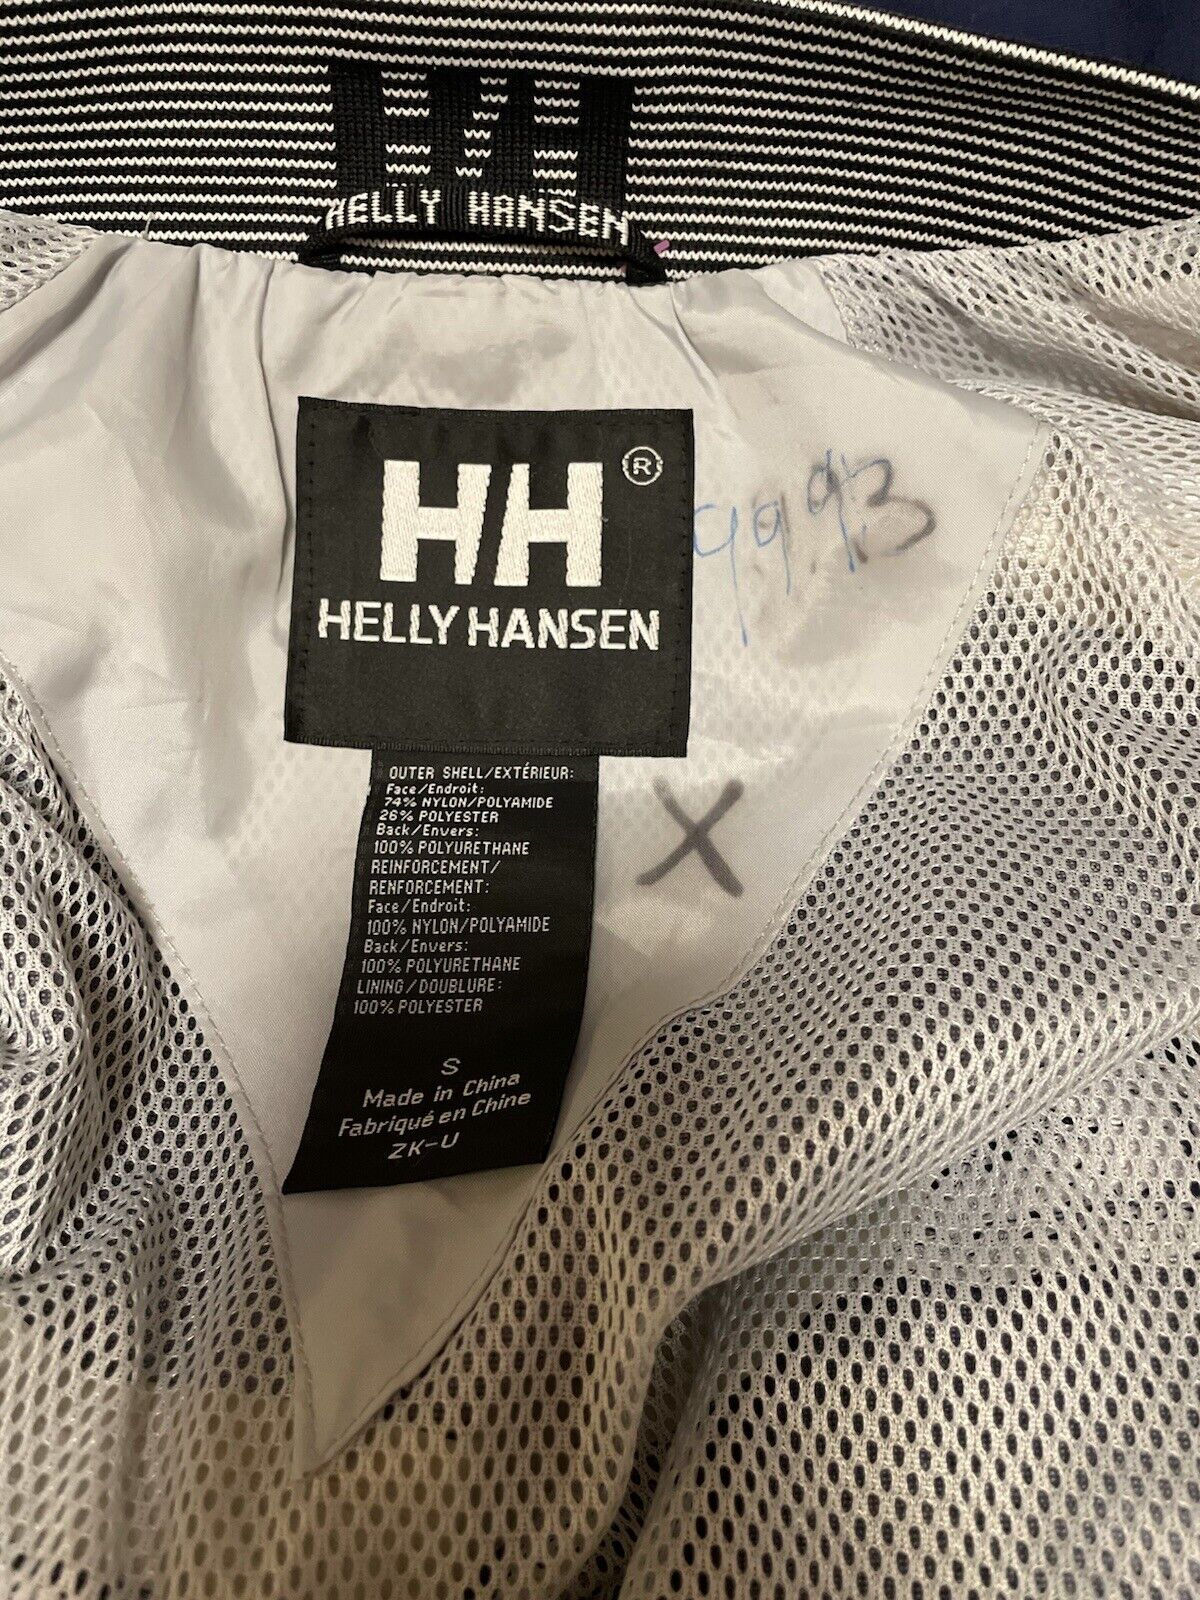 HH
HELLY HANSEN
HH ®
HELLY HANSEN
99.93
X
OUTER SHELL/EXTÉRIEUR:
Face/Endroit:
74% NYLON/POLYAMIDE
26% POLYESTER
Back/Envers:
100% POLYURETHANE
REINFORCEMENT/
RENFORCEMENT:
Face/Endroit:
100% NYLON/POLYAMIDE
Back/Envers:
100% POLYURETHANE
LINING/DOUBLURE:
100% POLYESTER
S
Made in China
Fabriqué en Chine
ZK-U